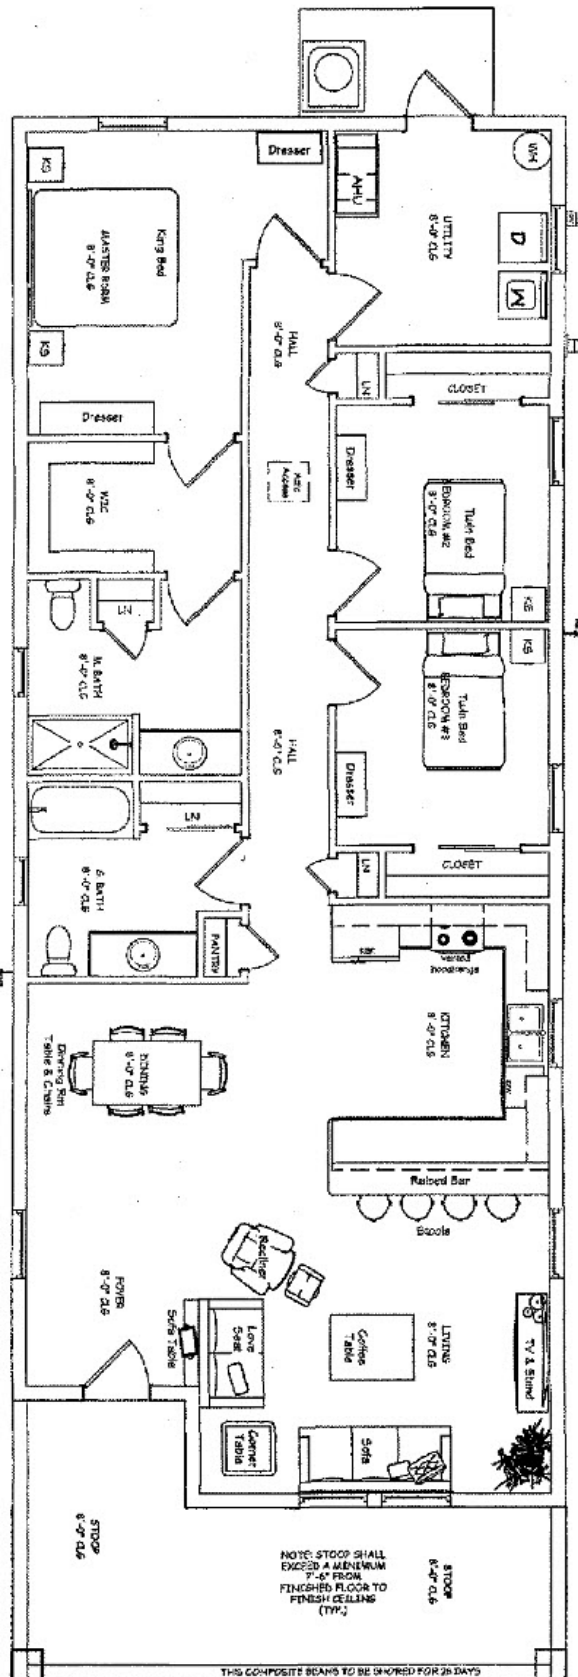 Dresser
KS
King Bed
MASTER BDRM
8'-0" CLG
KS
Dresser
AHU
WH
UTILITY
8'-0" CLG
D
W
HALL
8'-0" CLG
LN
CLOSET
Attic
Access
Dresser
Twin Bed
BEDROOM #2
8'-0" CLG
KS
WIC
8'-0" CLG
LN
M. BATH
8'-0" CLG
KS
Twin Bed
BEDROOM #3
8'-0" CLG
Dresser
HALL
8'-0" CLG
LN
CLOSET
LN
G BATH
8'-0" CLG
PANTRY
REF
vented
hood/range
KITCHEN
8'-0" CLG
DW
DINING
8'-0" CLG
Dinning Rm
Table & Chairs
Raised Bar
Stools
Recliner
FOYER
8'-0" CLG
Sofa Table
Love
Seat
Coffee
Table
LIVING
8'-0" CLG
TV & Stand
Corner
Table
Sofa
STOOP
8'-0" CLG
NOTE: STOOP SHALL
EXCEED A MINIMUM
7'-6" FROM
FINISHED FLOOR TO
FINISH CEILING
(TYP.)
STOOP
8'-0" CLG
THIS COMPOSITE BEAMS TO BE SHORED FOR 28 DAYS